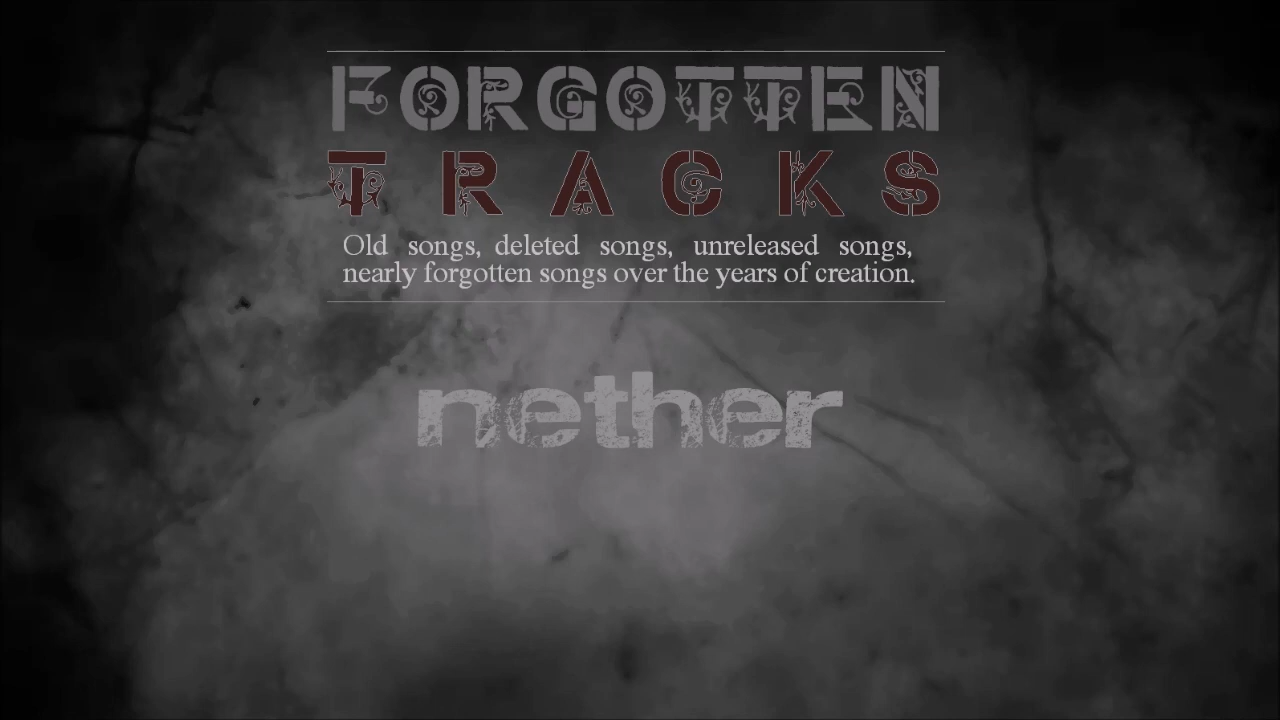 FORGOTTEN
TRACKS
Old songs, deleted songs, unreleased songs,
nearly forgotten songs over the years of creation.
nether